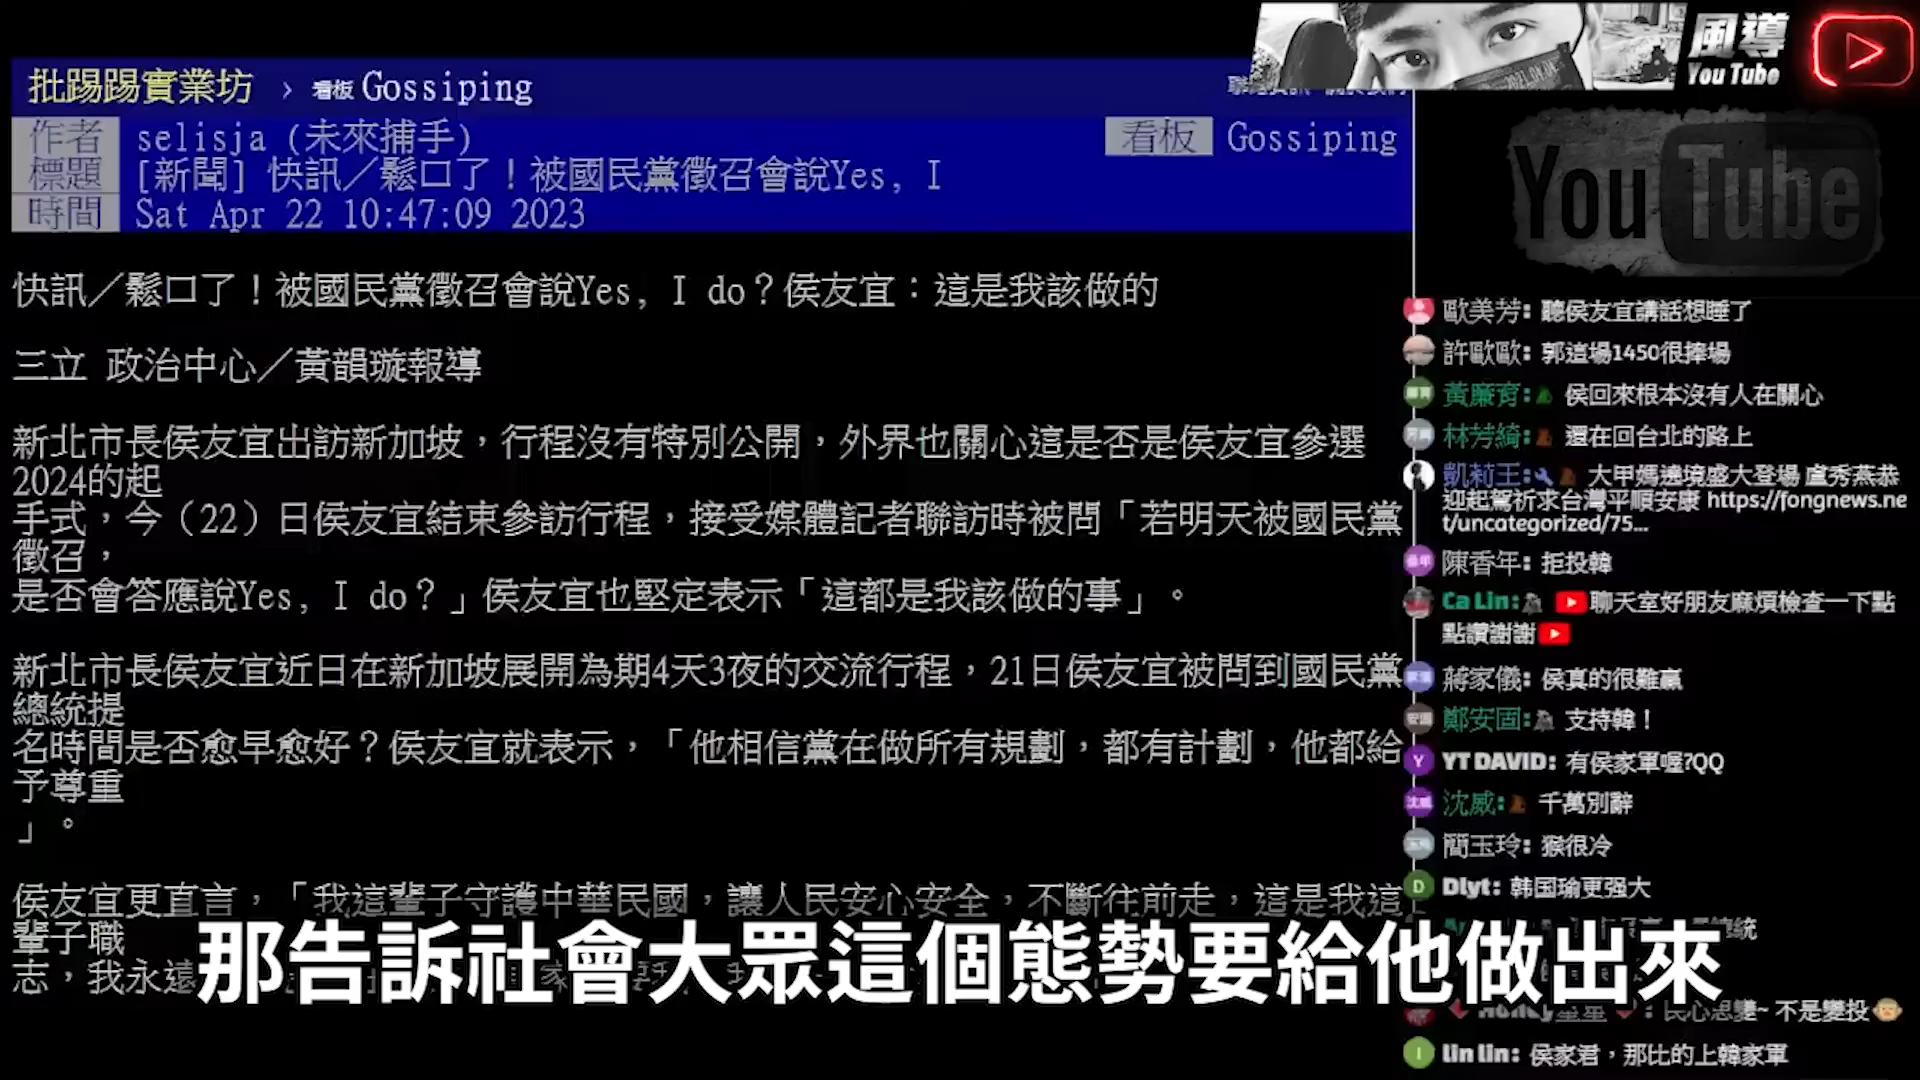 風導
YouTube
批踢踢實業坊 › 看板 Gossiping
作者 selisja (未來捕手) 看板 Gossiping
標題 [新聞] 快訊／鬆口了！被國民黨徵召會說Yes, I
時間 Sat Apr 22 10:47:09 2023
快訊／鬆口了！被國民黨徵召會說Yes, I do？侯友宜：這是我該做的
三立 政治中心／黃韻璇報導
新北市長侯友宜出訪新加坡，行程沒有特別公開，外界也關心這是否是侯友宜參選
2024的起
手式，今（22）日侯友宜結束參訪行程，接受媒體記者聯訪時被問「若明天被國民黨
徵召，
是否會答應說Yes, I do？」侯友宜也堅定表示「這都是我該做的事」。
新北市長侯友宜近日在新加坡展開為期4天3夜的交流行程，21日侯友宜被問到國民黨
總統提
名時間是否愈早愈好？侯友宜就表示，「他相信黨在做所有規劃，都有計劃，他都給
予尊重
」。
侯友宜更直言，「我這輩子守護中華民國，讓人民安心安全，不斷往前走，這是我這
輩子職
志，我永遠
那告訴社會大眾這個態勢要給他做出來
YouTube
歐美芳: 聽侯友宜講話想睡了
許歐歐: 郭這場1450很捧場
黃廉育: 侯回來根本沒有人在關心
林芳綺: 還在回台北的路上
凱莉王: 大甲媽遶境盛大登場 盧秀燕恭
迎起駕祈求台灣平順安康 https://fongnews.ne
t/uncategorized/75...
陳香年: 拒投韓
Ca Lin: 聊天室好朋友麻煩檢查一下點
點讚謝謝
蔣家儀: 侯真的很難贏
鄭安固: 支持韓！
YT DAVID: 有侯家軍喔?QQ
沈威: 千萬別辭
簡玉玲: 猴很冷
Dlyt: 韩国瑜更强大
民心思變~ 不是變投
lin lin: 侯家君，那比的上韓家軍